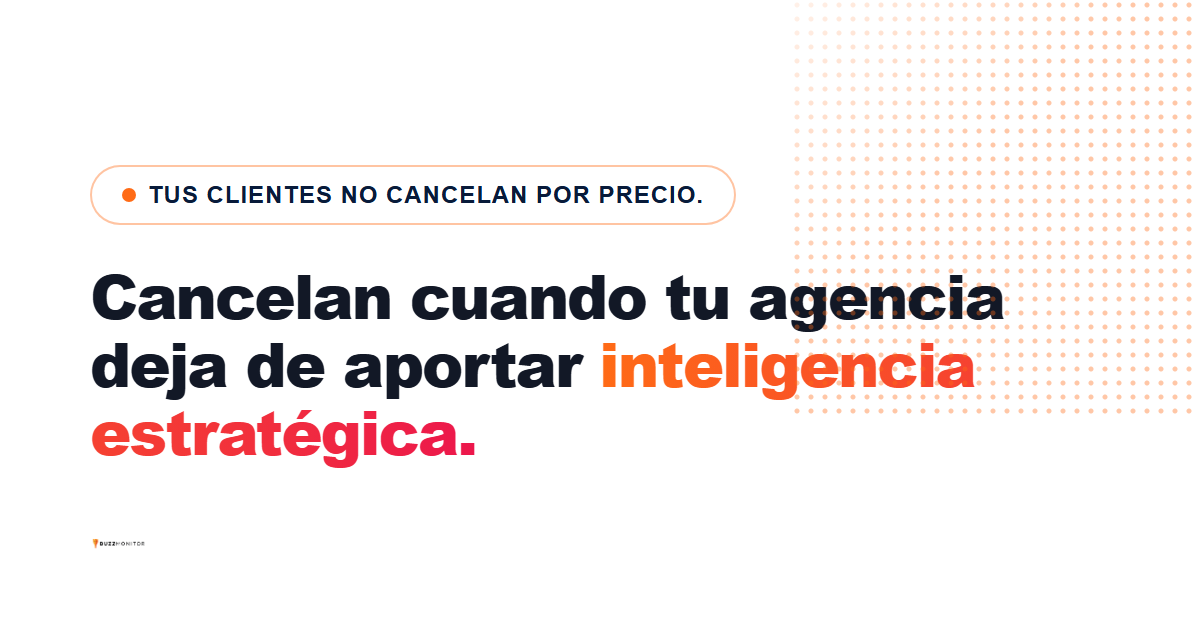 TUS CLIENTES NO CANCELAN POR PRECIO.
Cancelan cuando tu agencia
deja de aportar inteligencia
estratégica.
BUZZMONITOR